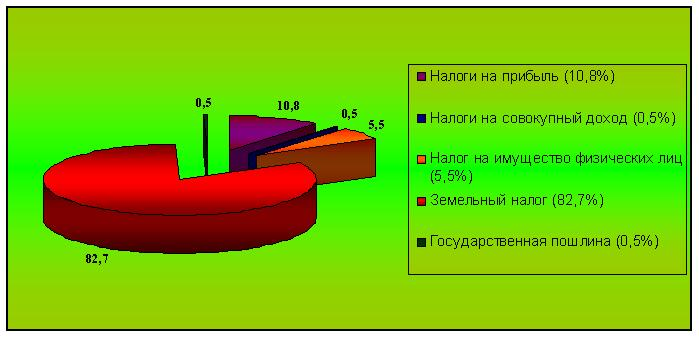 0,5
10,8
0,5
5,5
82,7
Налоги на прибыль (10,8%)
Налоги на совокупный доход (0,5%)
Налог на имущество физических лиц
(5,5%)
Земельный налог (82,7%)
Государственная пошлина (0,5%)